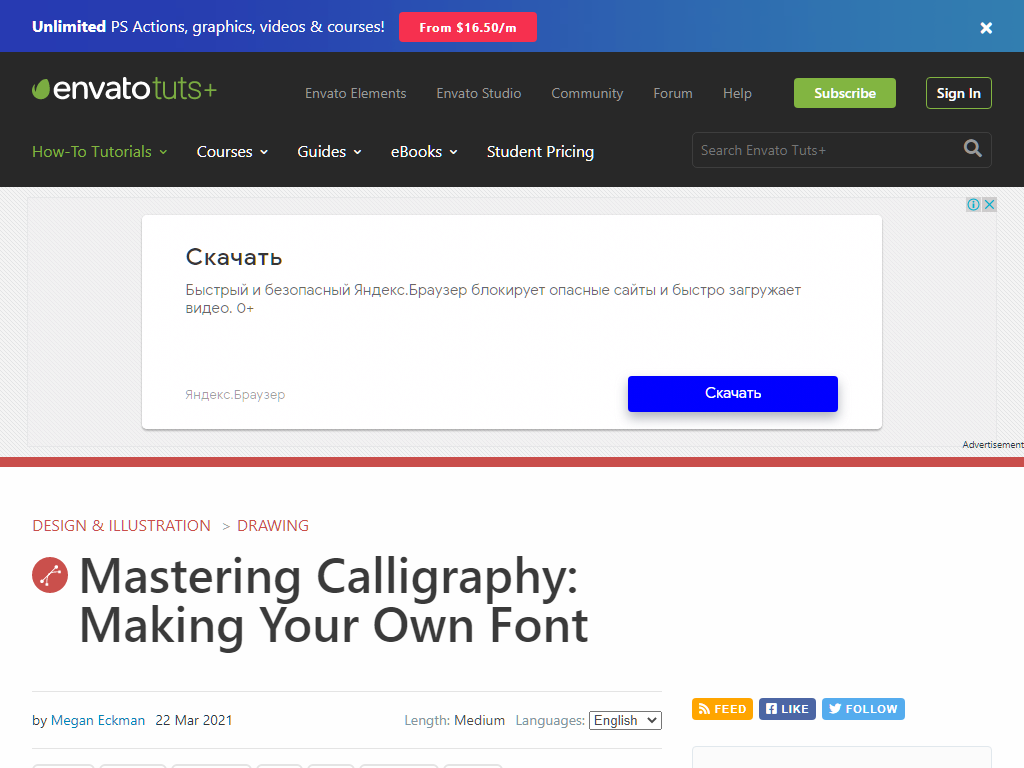 Unlimited PS Actions, graphics, videos & courses! From $16.50/m
envatotuts+ Envato Elements Envato Studio Community Forum Help Subscribe Sign In
How-To Tutorials Courses Guides eBooks Student Pricing Search Envato Tuts+
Скачать
Быстрый и безопасный Яндекс.Браузер блокирует опасные сайты и быстро загружает
видео. 0+
Яндекс.Браузер Скачать
Advertisement
DESIGN & ILLUSTRATION > DRAWING
Mastering Calligraphy:
Making Your Own Font
by Megan Eckman 22 Mar 2021 Length: Medium Languages: English FEED LIKE FOLLOW